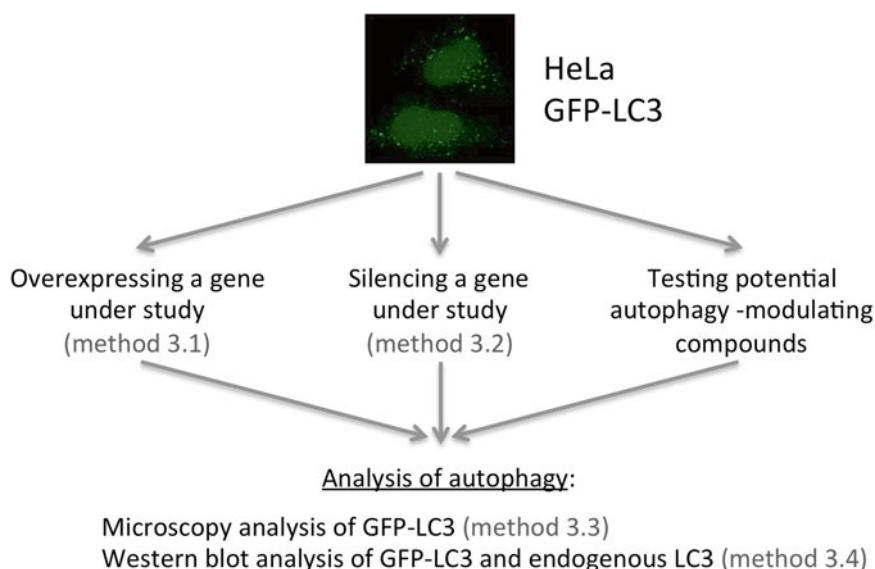 HeLa
GFP-LC3
Overexpressing a gene
under study
(method 3.1)
Silencing a gene
under study
(method 3.2)
Testing potential
autophagy -modulating
compounds
Analysis of autophagy:
Microscopy analysis of GFP-LC3 (method 3.3)
Western blot analysis of GFP-LC3 and endogenous LC3 (method 3.4)